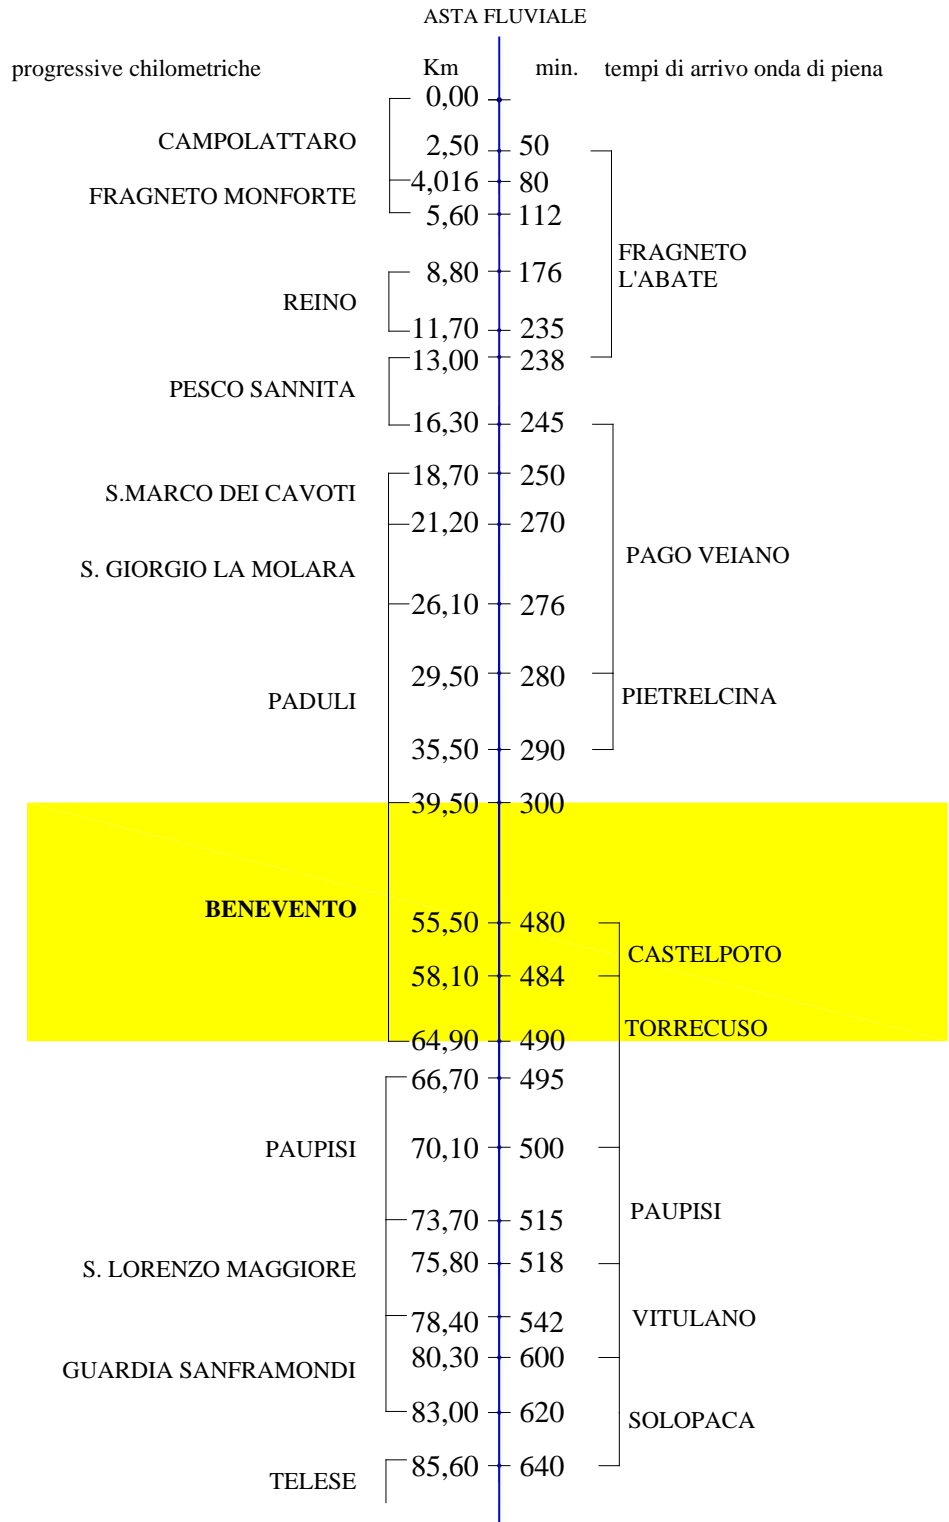 ASTA FLUVIALE
progressive chilometriche Km min. tempi di arrivo onda di piena
0,00
CAMPOLATTARO
2,50 50
4,016 80
FRAGNETO MONFORTE
5,60 112
FRAGNETO
L'ABATE
8,80 176
REINO
11,70 235
13,00 238
PESCO SANNITA
16,30 245
18,70 250
S.MARCO DEI CAVOTI
21,20 270
PAGO VEIANO
S. GIORGIO LA MOLARA
26,10 276
29,50 280
PIETRELCINA
PADULI
35,50 290
39,50 300
BENEVENTO
55,50 480
CASTELPOTO
58,10 484
TORRECUSO
64,90 490
66,70 495
PAUPISI
70,10 500
PAUPISI
73,70 515
75,80 518
S. LORENZO MAGGIORE
78,40 542
VITULANO
80,30 600
GUARDIA SANFRAMONDI
83,00 620
SOLOPACA
85,60 640
TELESE